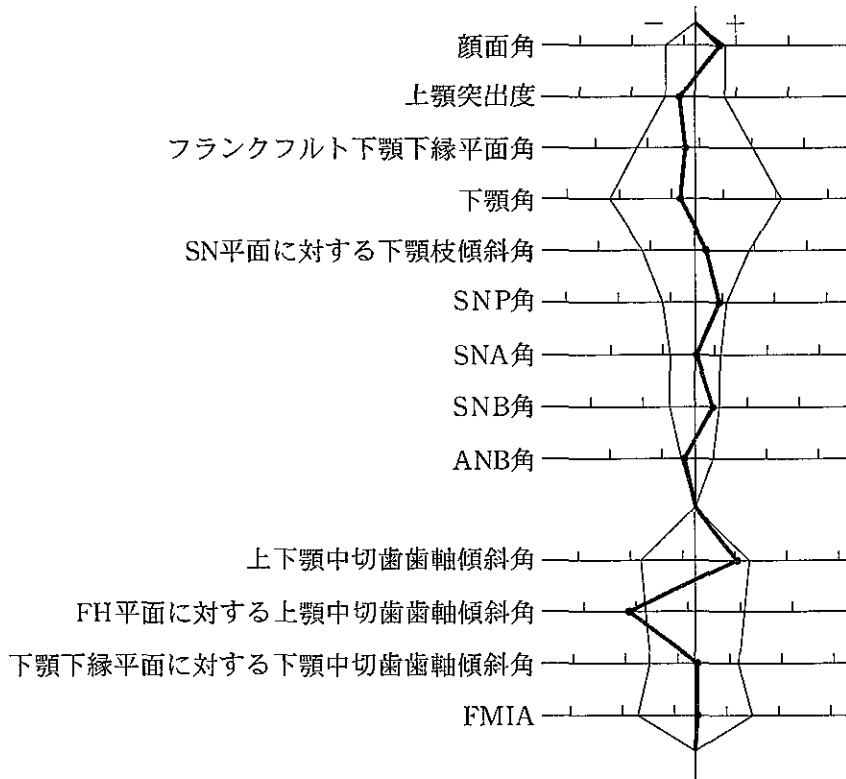 − +
顔面角
上顎突出度
フランクフルト下顎下縁平面角
下顎角
SN平面に対する下顎枝傾斜角
SNP角
SNA角
SNB角
ANB角
上下顎中切歯歯軸傾斜角
FH平面に対する上顎中切歯歯軸傾斜角
下顎下縁平面に対する下顎中切歯歯軸傾斜角
FMIA